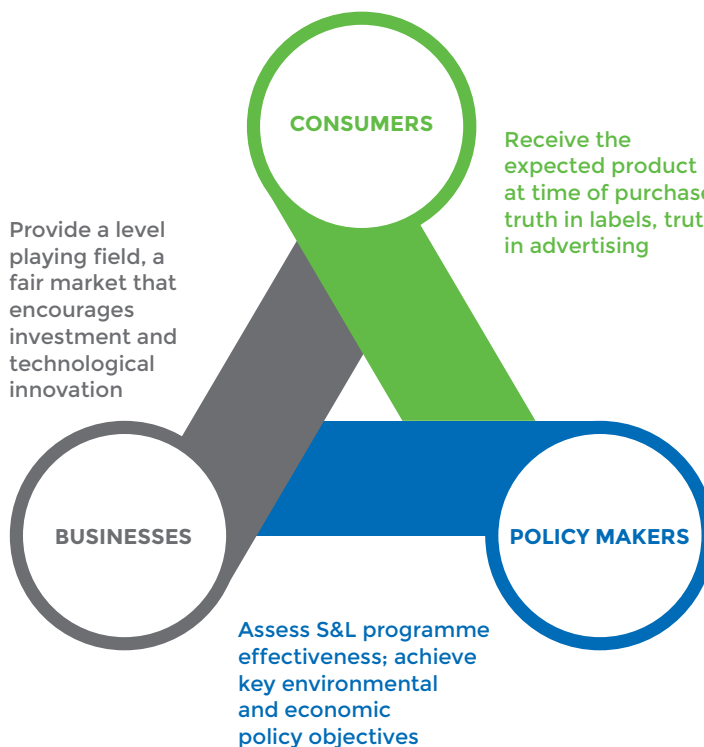 CONSUMERS
Receive the
expected product
at time of purchase
truth in labels, trut
in advertising
Provide a level
playing field, a
fair market that
encourages
investment and
technological
innovation
BUSINESSES
POLICY MAKERS
Assess S&L programme
effectiveness; achieve
key environmental
and economic
policy objectives